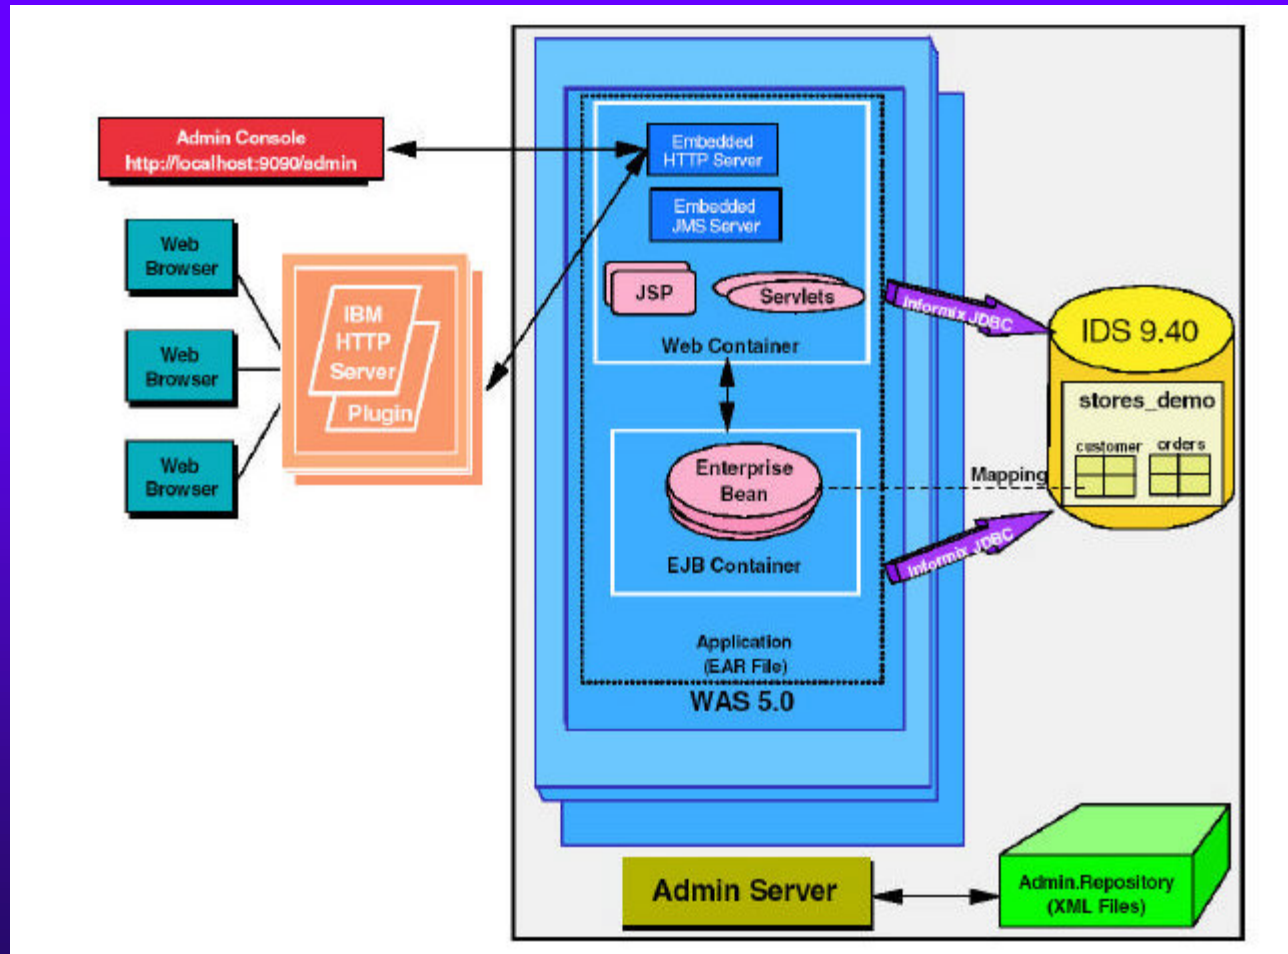 Admin Console
http://localhost:9090/admin
Web
Browser
Web
Browser
Web
Browser
IBM
HTTP
Server
Plugin
Embedded
HTTP Server
Embedded
JMS Server
JSP
Servlets
Web Container
Enterprise
Bean
EJB Container
Application
(EAR File)
WAS 5.0
Informix JDBC
IDS 9.40
stores_demo
customer
orders
Mapping
Informix JDBC
Admin Server
Admin.Repository
(XML Files)